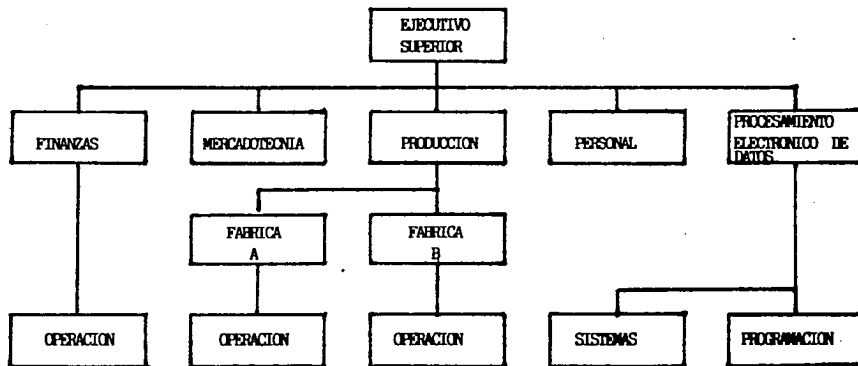 EJECUTIVO
SUPERIOR
FINANZAS
MERCADOTECNIA
PRODUCCION
PERSONAL
PROCESAMIENTO
ELECTRONICO DE
DATOS
FABRICA
A
FABRICA
B
OPERACION
OPERACION
OPERACION
SISTEMAS
PROGRAMACION